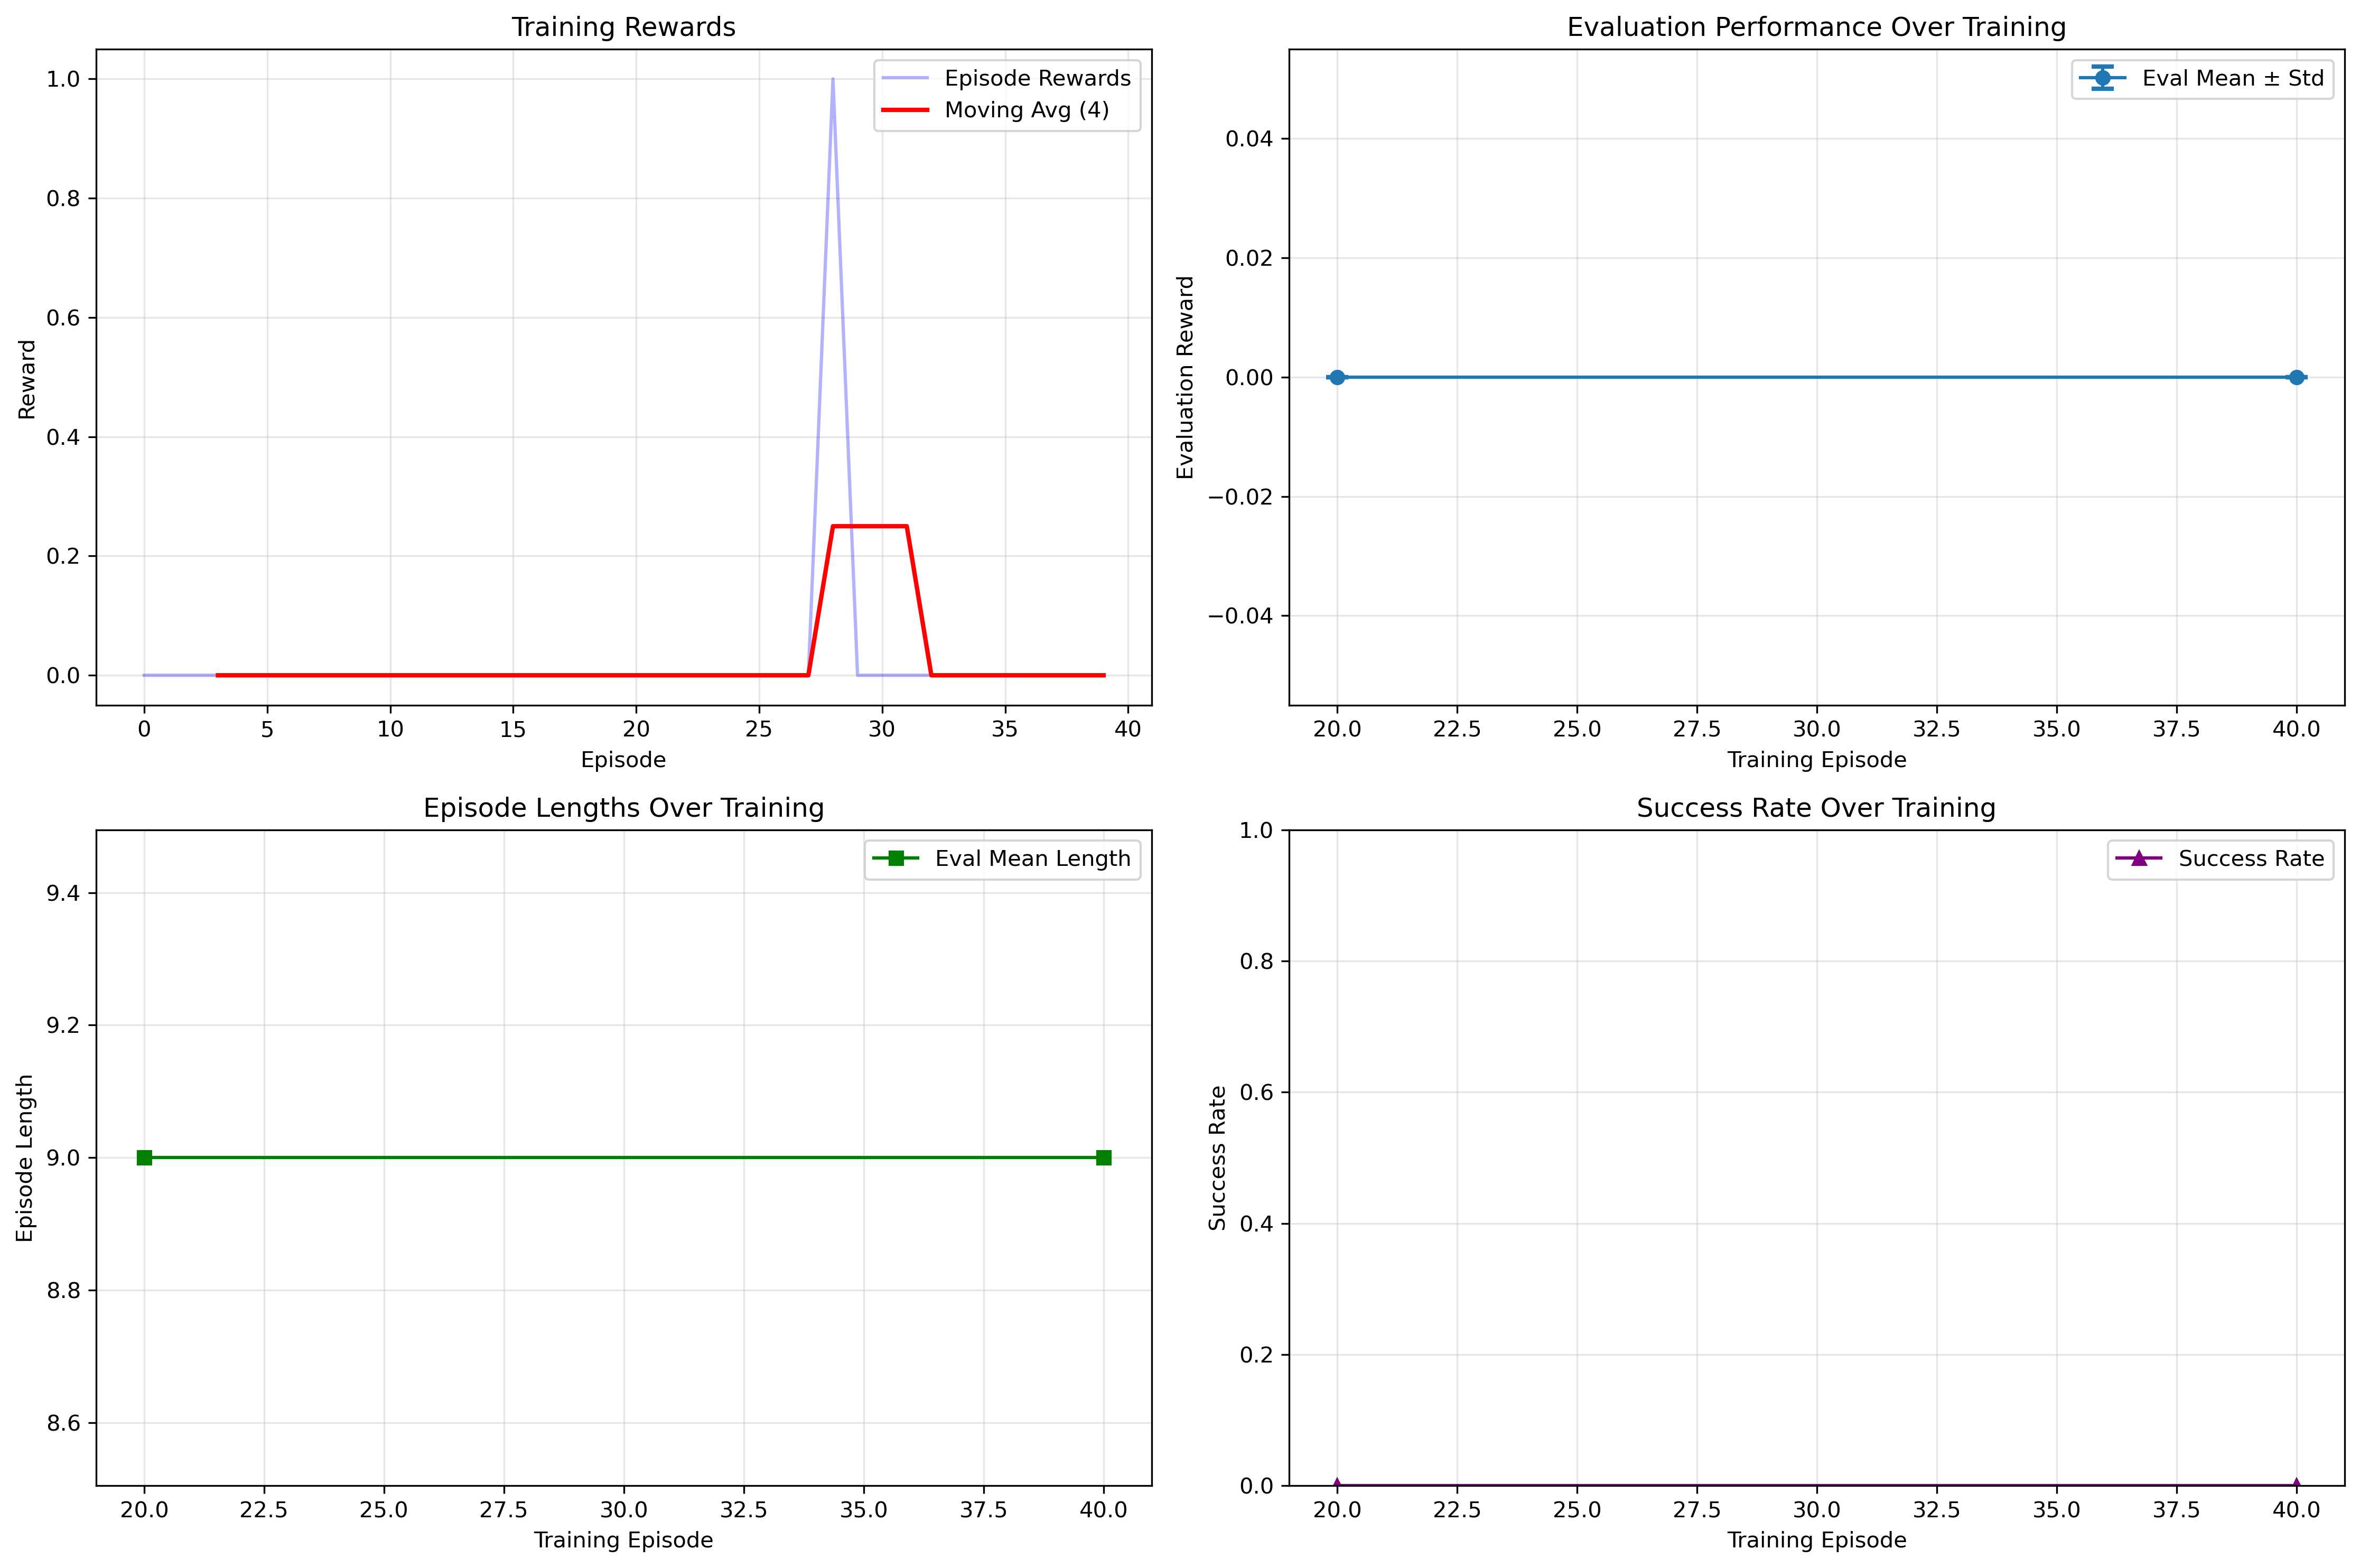 Training Rewards
Episode Rewards
Moving Avg (4)
1.0
0.8
0.6
0.4
0.2
0.0
Reward
0 5 10 15 20 25 30 35 40
Episode
Evaluation Performance Over Training
Eval Mean ± Std
0.04
0.02
0.00
−0.02
−0.04
Evaluation Reward
20.0 22.5 25.0 27.5 30.0 32.5 35.0 37.5 40.0
Training Episode
Episode Lengths Over Training
Eval Mean Length
9.4
9.2
9.0
8.8
8.6
Episode Length
20.0 22.5 25.0 27.5 30.0 32.5 35.0 37.5 40.0
Training Episode
Success Rate Over Training
Success Rate
1.0
0.8
0.6
0.4
0.2
0.0
Success Rate
20.0 22.5 25.0 27.5 30.0 32.5 35.0 37.5 40.0
Training Episode